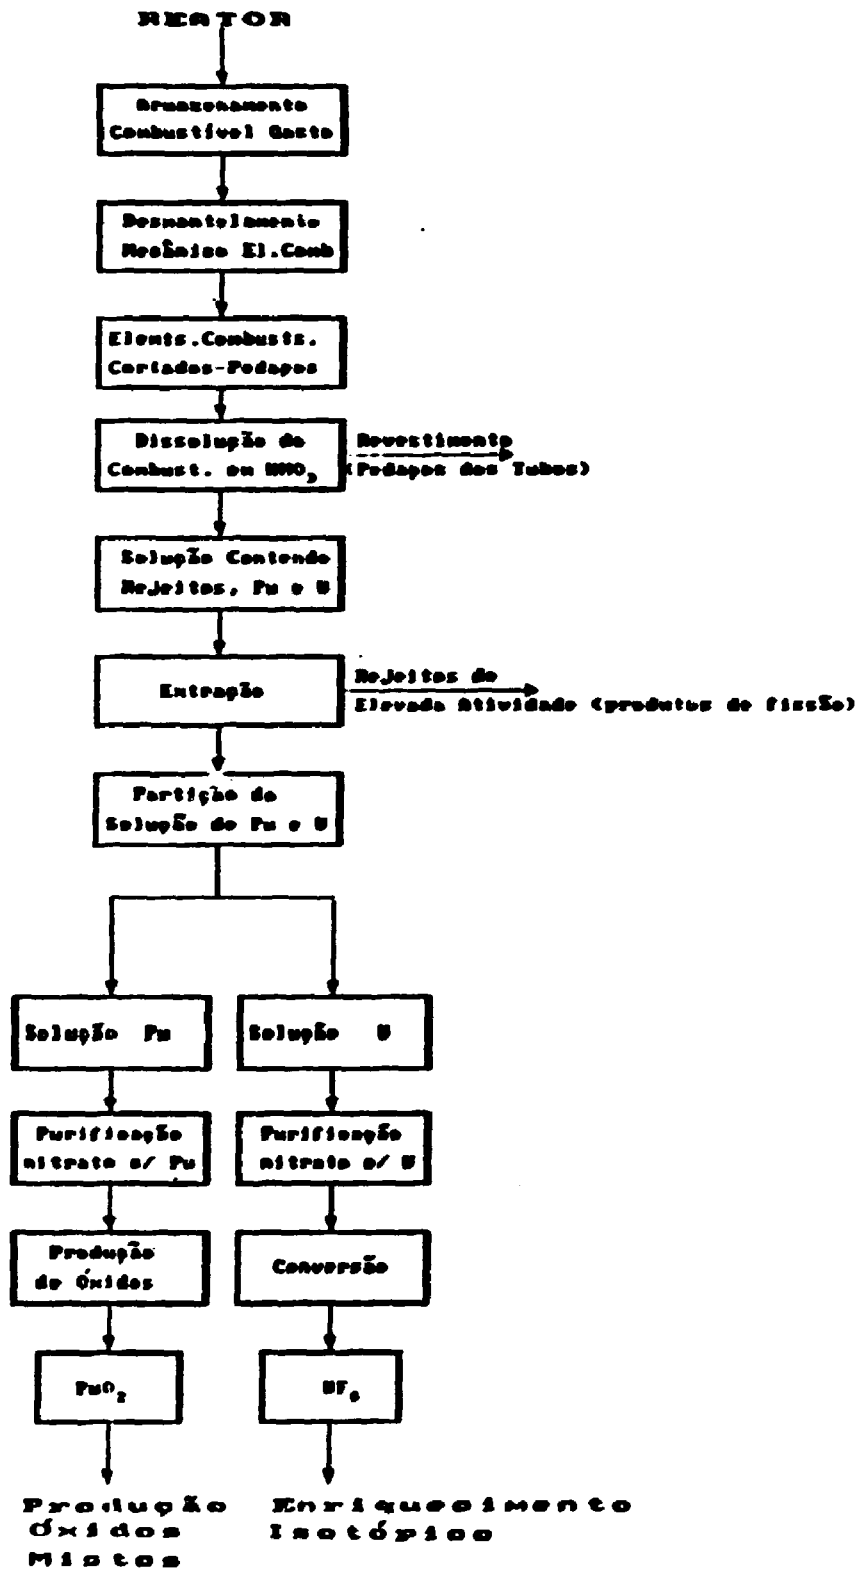 REATOR
Armazenamento
Combustível Gasto
Desmantelamento
Mecânico El.Comb
Elemts.Combusts.
Cortados-Pedaços
Dissolução do
Combust. em HNO3
Revestimento
(Pedaços dos Tubos)
Solução Contendo
Rejeitos, Pu e U
Extração
Rejeitos de
Elevada Atividade (produtos de fissão)
Partição da
Solução de Pu e U
Solução Pu
Solução U
Purificação
nitrato c/ Pu
Purificação
nitrato c/ U
Produção
de Óxidos
Conversão
PuO2
UF6
Produção
Óxidos
Mistos
Enriquecimento
Isotópico